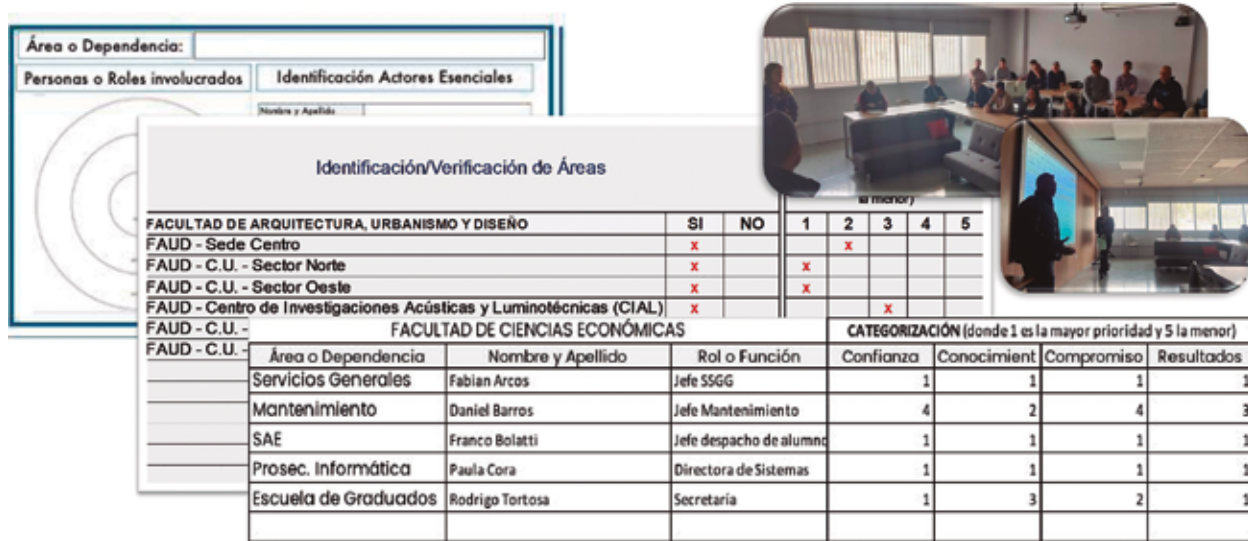 Área o Dependencia:
Personas o Roles involucrados
Identificación Actores Esenciales
Nombre y Apellido
Identificación/Verificación de Áreas
la menor)
FACULTAD DE ARQUITECTURA, URBANISMO Y DISEÑO SI NO 1 2 3 4 5
FAUD - Sede Centro x x
FAUD - C.U. - Sector Norte x x
FAUD - C.U. - Sector Oeste x x
FAUD - Centro de Investigaciones Acústicas y Luminotécnicas (CIAL) x x
FAUD - C.U. -
FAUD - C.U. -
FACULTAD DE CIENCIAS ECONÓMICAS CATEGORIZACIÓN (donde 1 es la mayor prioridad y 5 la menor)
Área o Dependencia Nombre y Apellido Rol o Función Confianza Conocimient Compromiso Resultados
Servicios Generales Fabian Arcos Jefe SSGG 1 1 1 1
Mantenimiento Daniel Barros Jefe Mantenimiento 4 2 4 3
SAE Franco Bolatti Jefe despacho de alumno 1 1 1 1
Prosec. Informática Paula Cora Directora de Sistemas 1 1 1 1
Escuela de Graduados Rodrigo Tortosa Secretaria 1 3 2 1